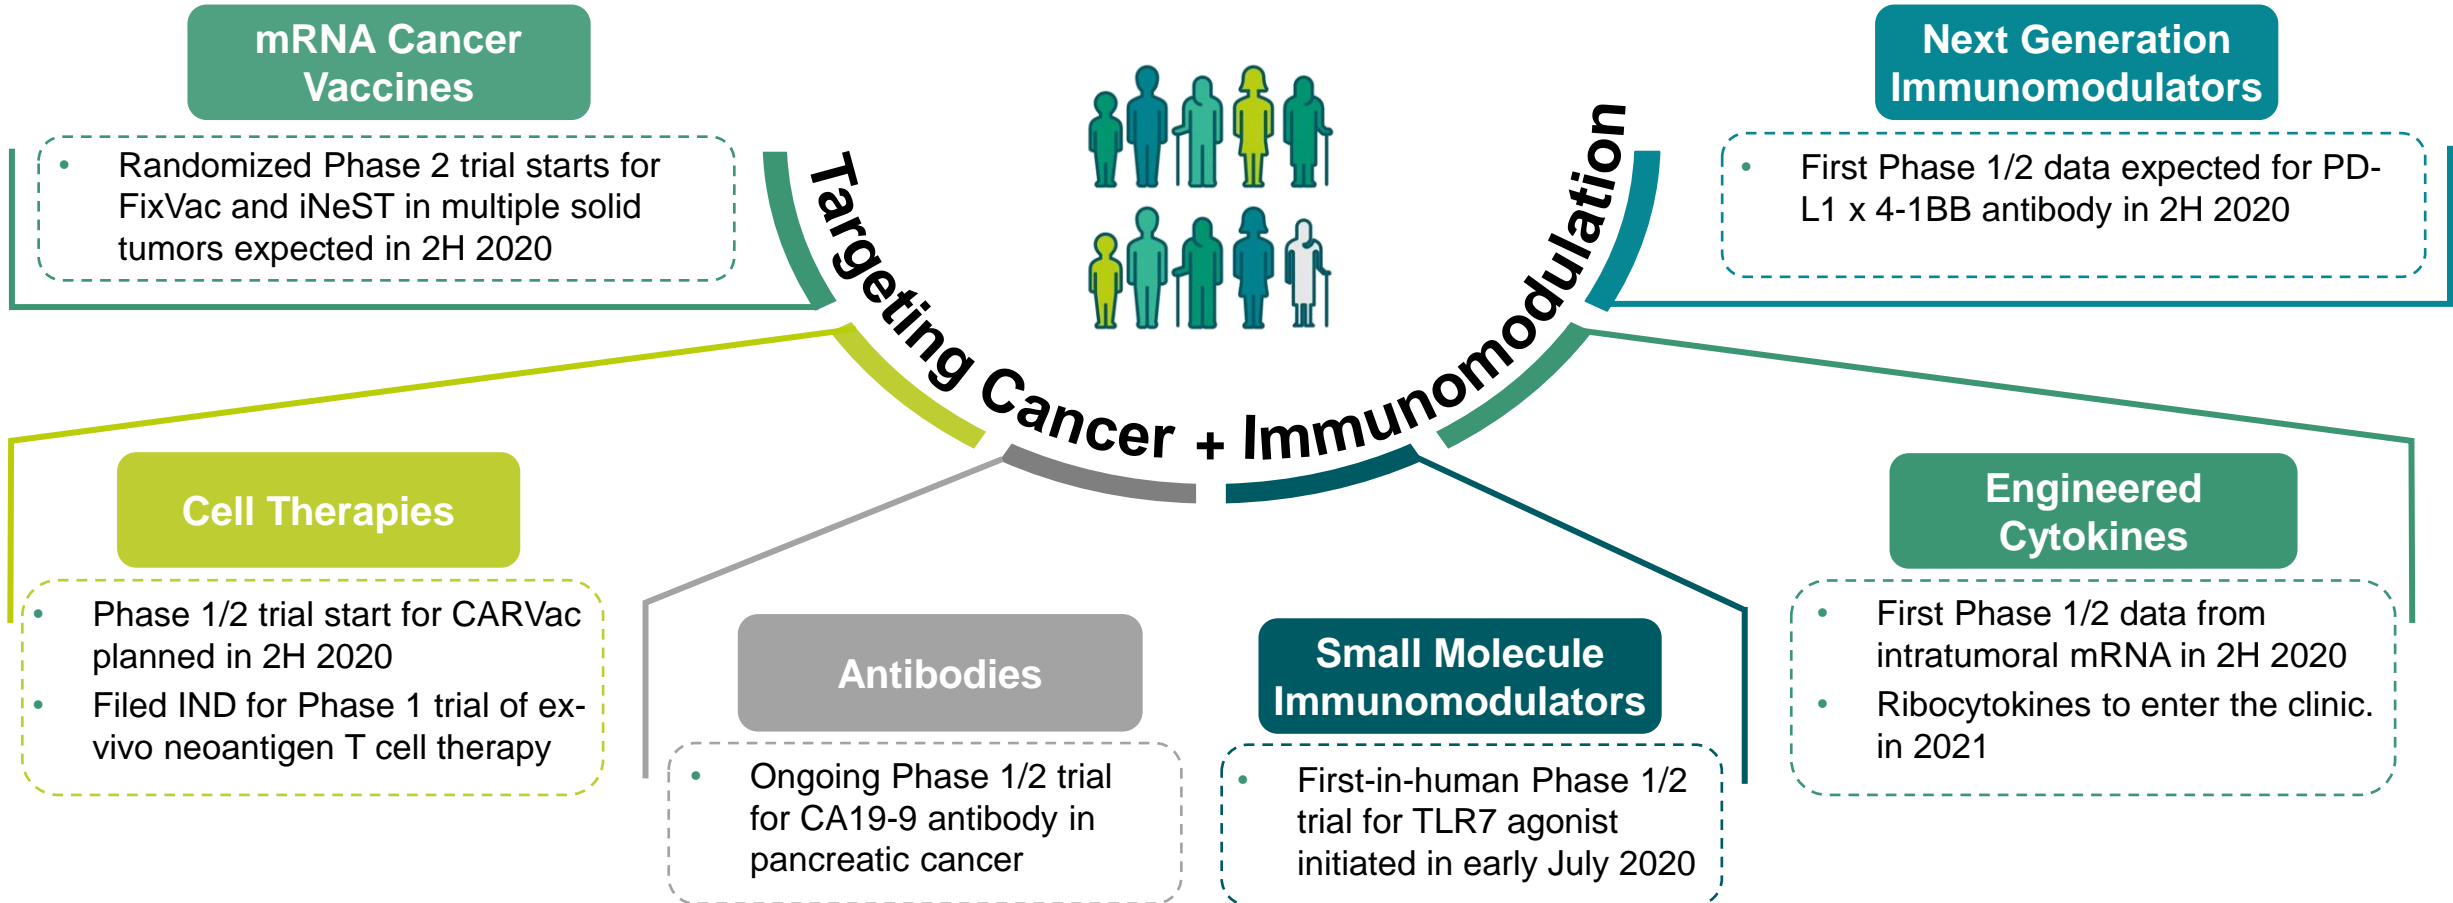 mRNA Cancer
Vaccines
• Randomized Phase 2 trial starts for
FixVac and iNeST in multiple solid
tumors expected in 2H 2020
Next Generation
Immunomodulators
• First Phase 1/2 data expected for PD-
L1 x 4-1BB antibody in 2H 2020
Targeting Cancer + Immunomodulation
Cell Therapies
• Phase 1/2 trial start for CARVac
planned in 2H 2020
• Filed IND for Phase 1 trial of ex-
vivo neoantigen T cell therapy
Antibodies
• Ongoing Phase 1/2 trial
for CA19-9 antibody in
pancreatic cancer
Small Molecule
Immunomodulators
• First-in-human Phase 1/2
trial for TLR7 agonist
initiated in early July 2020
Engineered
Cytokines
• First Phase 1/2 data from
intratumoral mRNA in 2H 2020
• Ribocytokines to enter the clinic.
in 2021